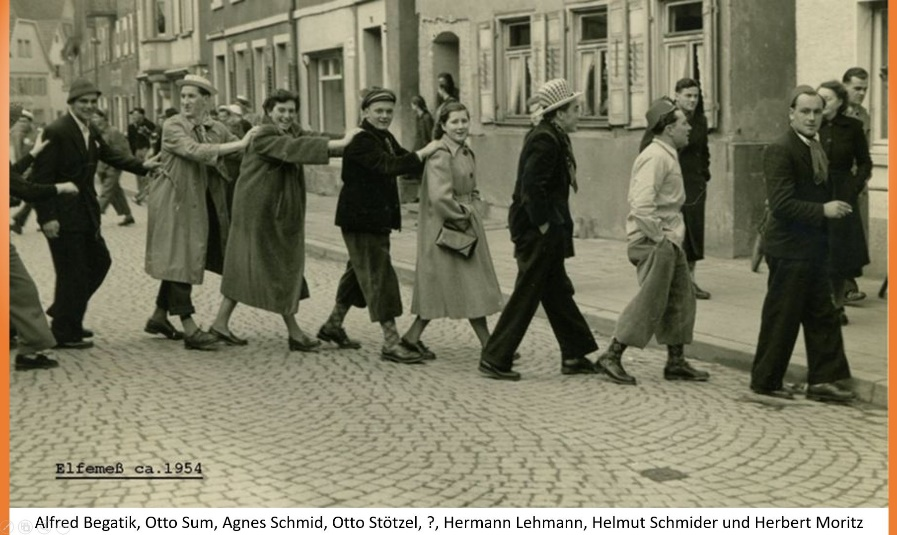 Elfemeß ca.1954
Alfred Begatik, Otto Sum, Agnes Schmid, Otto Stötzel, ?, Hermann Lehmann, Helmut Schmider und Herbert Moritz